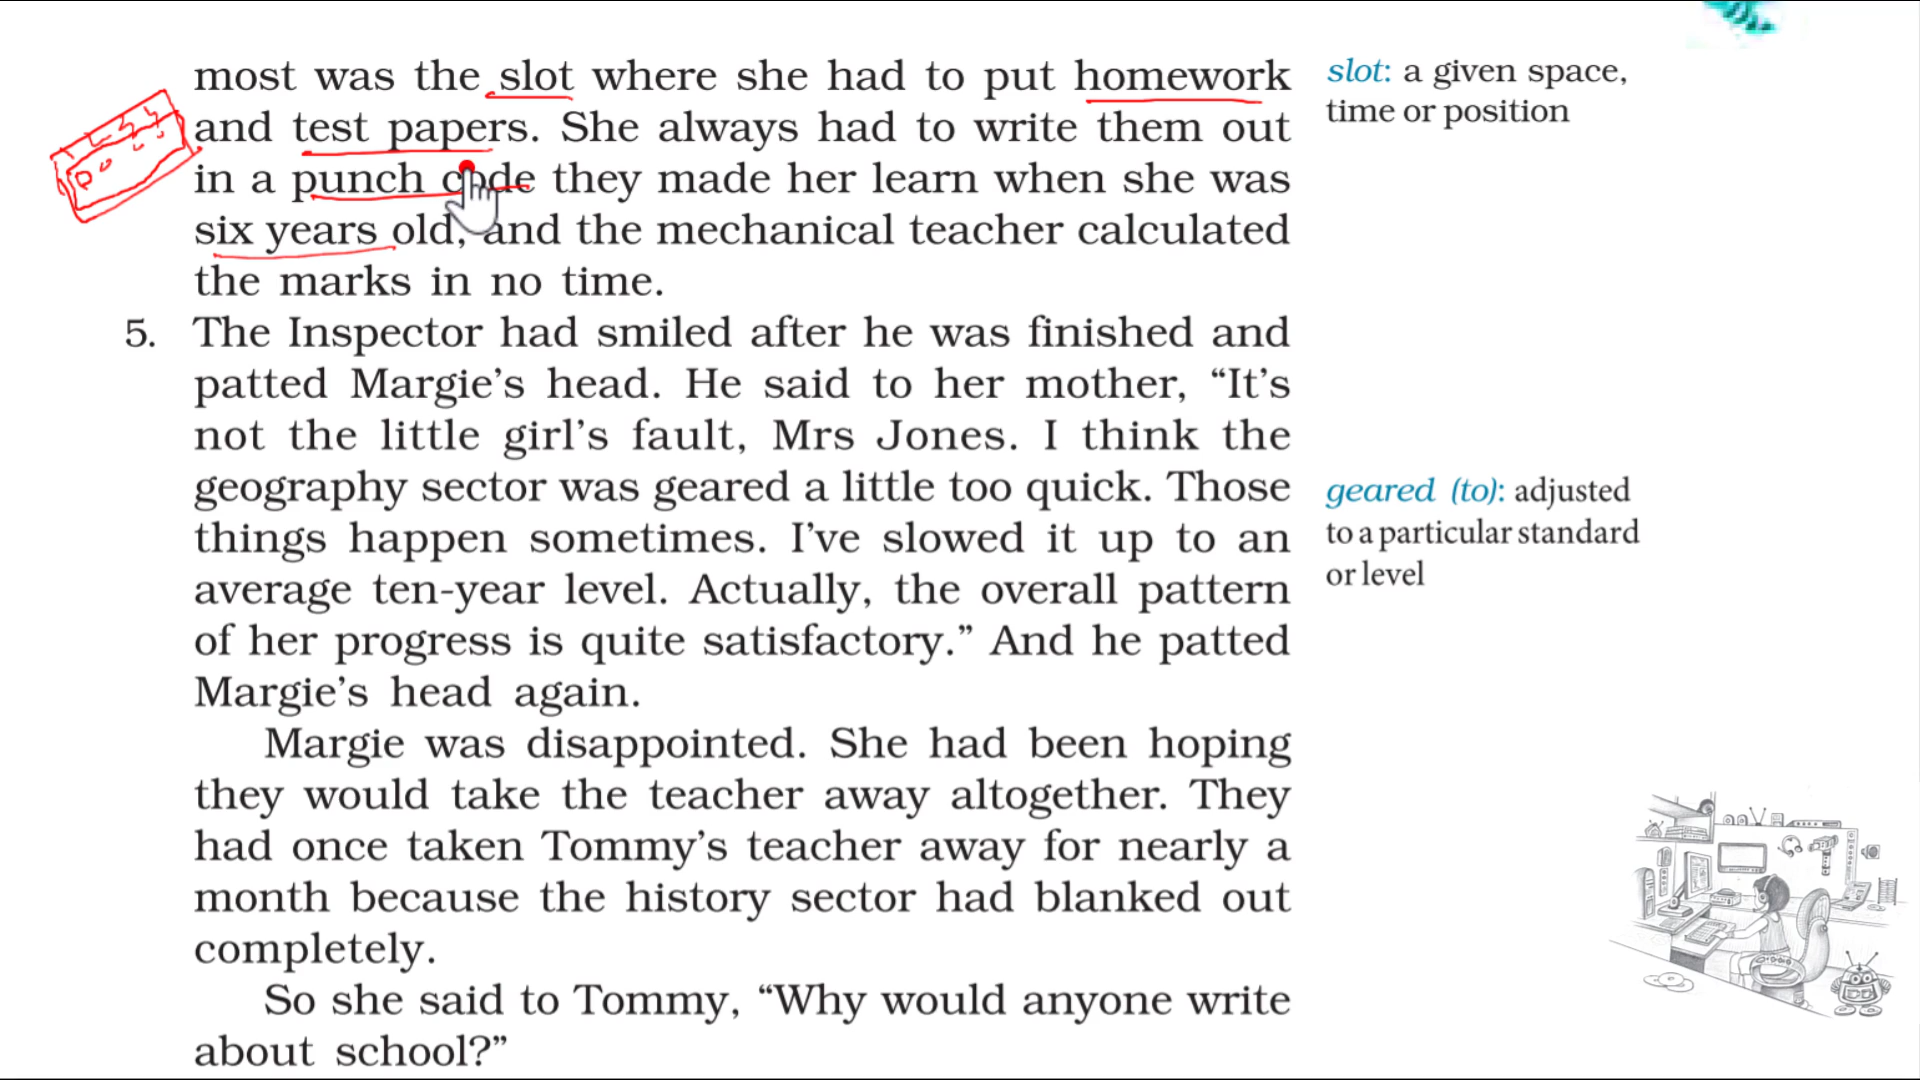 most was the slot where she had to put homework
and test papers. She always had to write them out
in a punch code they made her learn when she was
six years old, and the mechanical teacher calculated
the marks in no time.
5. The Inspector had smiled after he was finished and
patted Margie’s head. He said to her mother, “It’s
not the little girl’s fault, Mrs Jones. I think the
geography sector was geared a little too quick. Those
things happen sometimes. I’ve slowed it up to an
average ten-year level. Actually, the overall pattern
of her progress is quite satisfactory.” And he patted
Margie’s head again.
Margie was disappointed. She had been hoping
they would take the teacher away altogether. They
had once taken Tommy’s teacher away for nearly a
month because the history sector had blanked out
completely.
So she said to Tommy, “Why would anyone write
about school?”
slot: a given space,
time or position
geared (to): adjusted
to a particular standard
or level